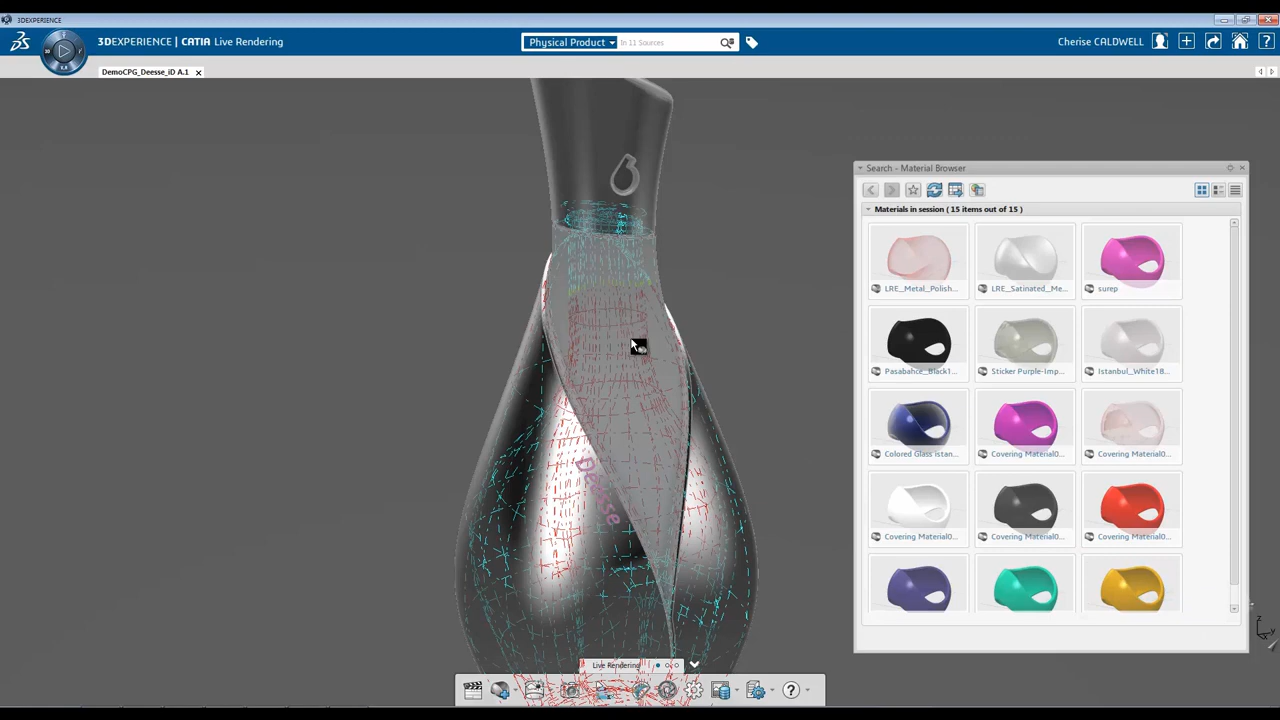 3DEXPERIENCE
3DEXPERIENCE | CATIA Live Rendering
Physical Product
In 11 Sources
Cherise CALDWELL
DemoCPG_Deesse_iD A.1
Search - Material Browser
Materials in session ( 15 items out of 15 )
LRE_Metal_Polish...
LRE_Satinated_Me...
surep
Pasabahce_Black1...
Sticker Purple-Imp...
Istanbul_White18...
Colored Glass istan...
Covering Material0...
Covering Material0...
Covering Material0...
Covering Material0...
Covering Material0...
Deesse
Live Rendering